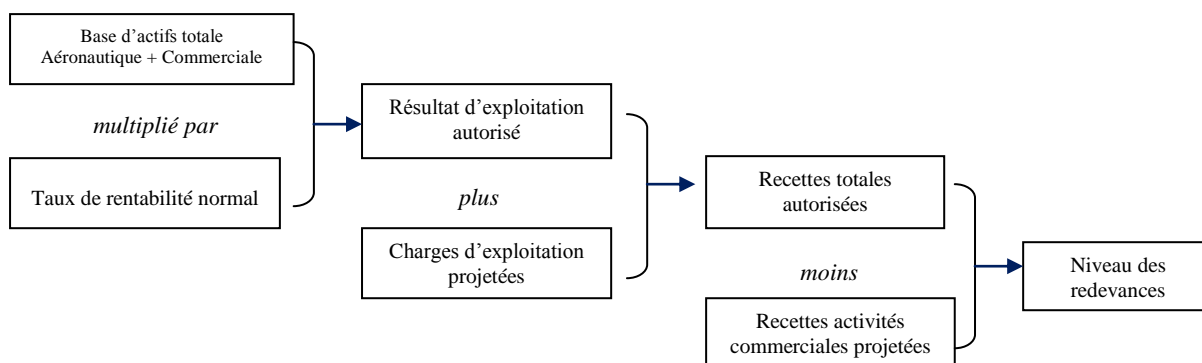 Base d’actifs totale
Aéronautique + Commerciale
multiplié par
Taux de rentabilité normal
Résultat d’exploitation
autorisé
plus
Charges d’exploitation
projetées
Recettes totales
autorisées
moins
Recettes activités
commerciales projetées
Niveau des
redevances